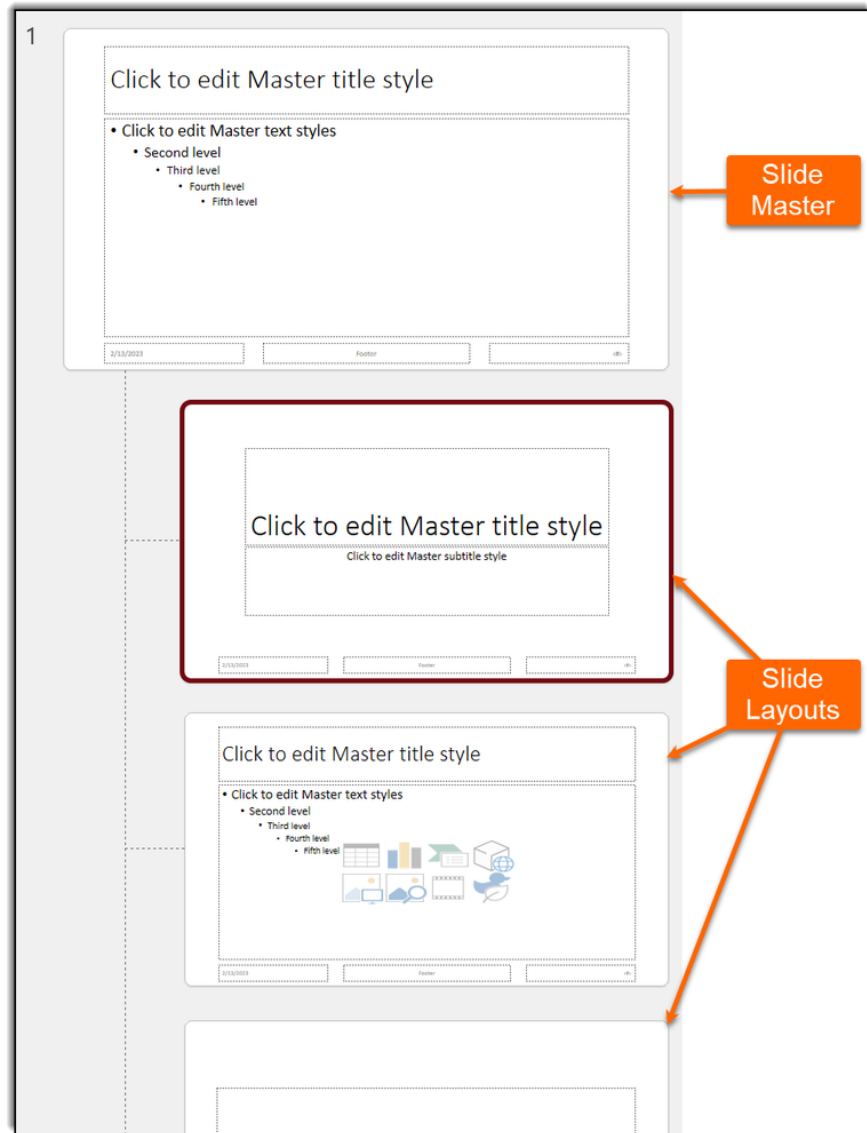 1
Click to edit Master title style
• Click to edit Master text styles
• Second level
• Third level
• Fourth level
• Fifth level
2/13/2023
Footer
‹#›
Slide
Master
Click to edit Master title style
Click to edit Master subtitle style
2/13/2023
Footer
‹#›
Slide
Layouts
Click to edit Master title style
• Click to edit Master text styles
• Second level
• Third level
• Fourth level
• Fifth level
2/13/2023
Footer
‹#›